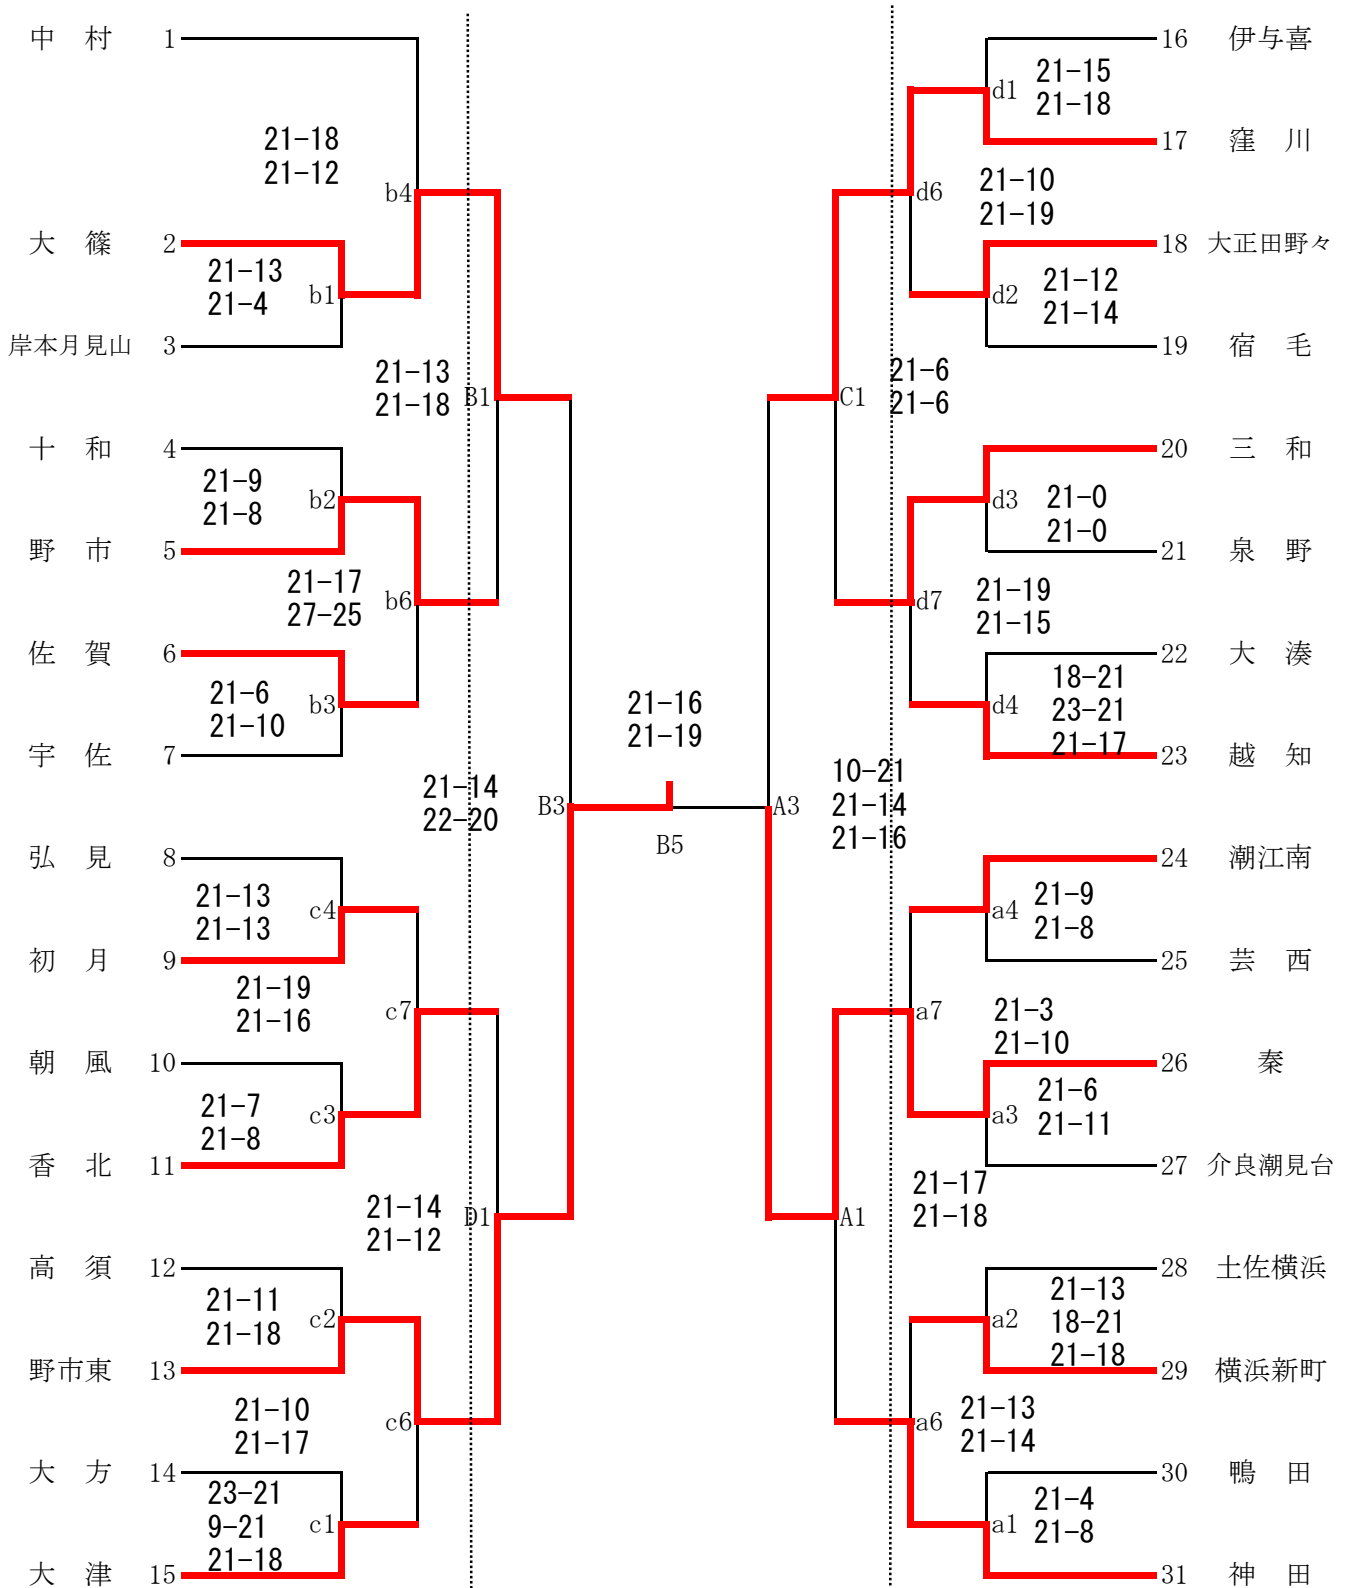 中　村　1
21-18
21-12
b4
大　篠　2
21-13
21-4
b1
岸本月見山　3
21-13
21-18
B1
十　和　4
21-9
21-8
b2
野　市　5
21-17
27-25
b6
佐　賀　6
21-6
21-10
b3
宇　佐　7
21-14
22-20
B3
弘　見　8
21-13
21-13
c4
初　月　9
21-19
21-16
c7
朝　風　10
21-7
21-8
c3
香　北　11
21-14
21-12
D1
高　須　12
21-11
21-18
c2
野市東　13
21-10
21-17
c6
大　方　14
23-21
9-21
21-18
c1
大　津　15
21-16
21-19
B5
16　伊与喜
d1
21-15
21-18
17　窪　川
d6
21-10
21-19
18　大正田野々
d2
21-12
21-14
19　宿　毛
C1
21-6
21-6
20　三　和
d3
21-0
21-0
21　泉　野
d7
21-19
21-15
22　大　湊
d4
18-21
23-21
21-17
23　越　知
A3
10-21
21-14
21-16
24　潮江南
a4
21-9
21-8
25　芸　西
a7
21-3
21-10
26　秦
a3
21-6
21-11
27　介良潮見台
A1
21-17
21-18
28　土佐横浜
a2
21-13
18-21
21-18
29　横浜新町
a6
21-13
21-14
30　鴨　田
a1
21-4
21-8
31　神　田